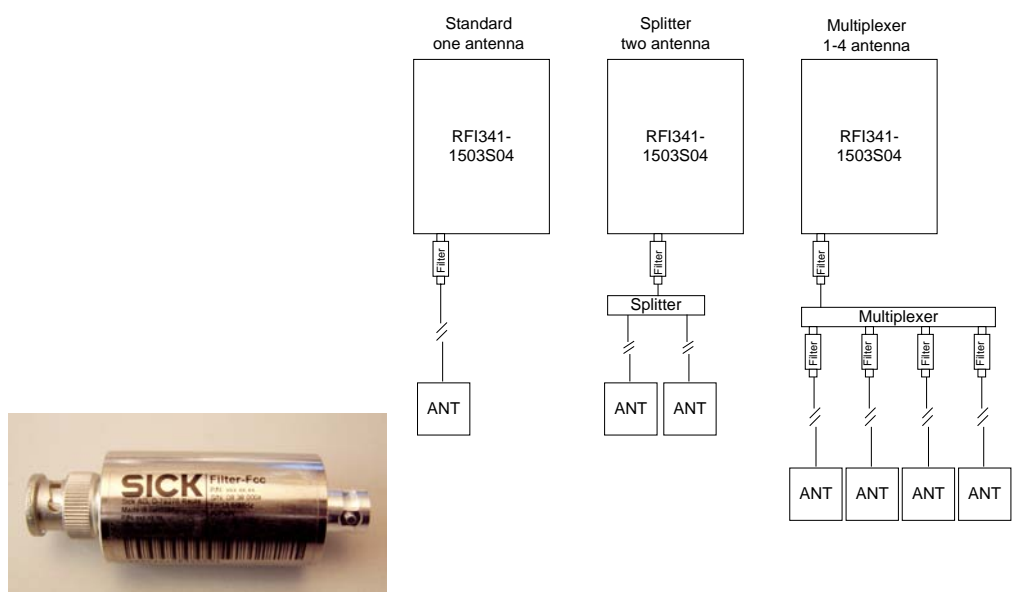 Standard
one antenna
RFI341-
1503S04
Filter
ANT
Splitter
two antenna
RFI341-
1503S04
Filter
Splitter
ANT
ANT
Multiplexer
1-4 antenna
RFI341-
1503S04
Filter
Multiplexer
Filter
Filter
Filter
Filter
ANT
ANT
ANT
ANT
SICK
Filter-Fcc